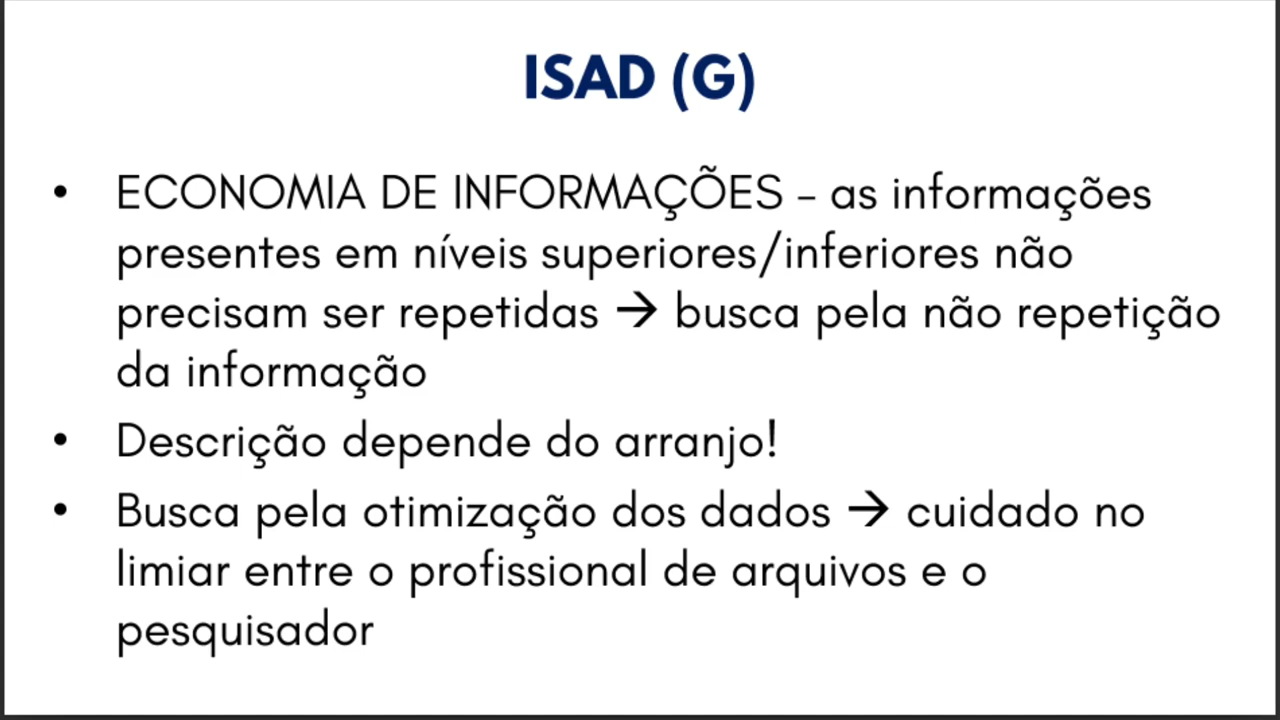 ISAD (G)
• ECONOMIA DE INFORMAÇÕES – as informações
presentes em níveis superiores/inferiores não
precisam ser repetidas → busca pela não repetição
da informação
• Descrição depende do arranjo!
• Busca pela otimização dos dados → cuidado no
limiar entre o profissional de arquivos e o
pesquisador